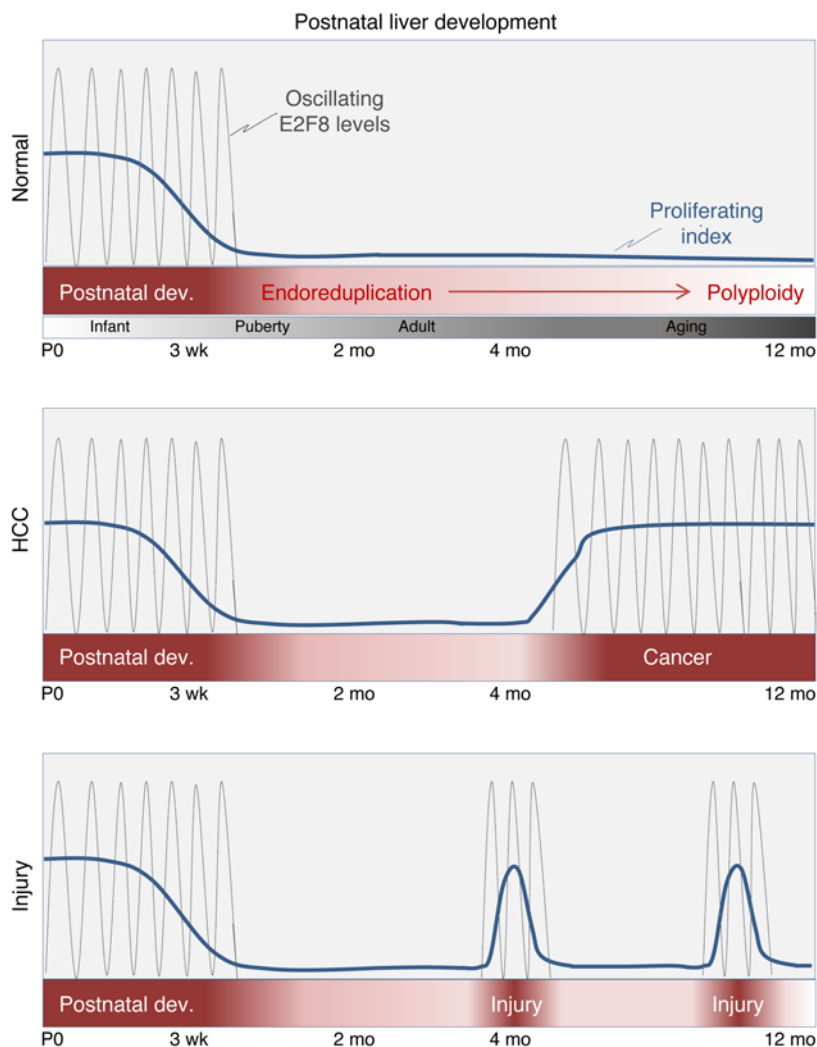 Postnatal liver development
Normal
Oscillating
E2F8 levels
Proliferating
index
Postnatal dev. Endoreduplication Polyploidy
Infant Puberty Adult Aging
P0 3 wk 2 mo 4 mo 12 mo
HCC
Postnatal dev. Cancer
P0 3 wk 2 mo 4 mo 12 mo
Injury
Postnatal dev. Injury Injury
P0 3 wk 2 mo 4 mo 12 mo